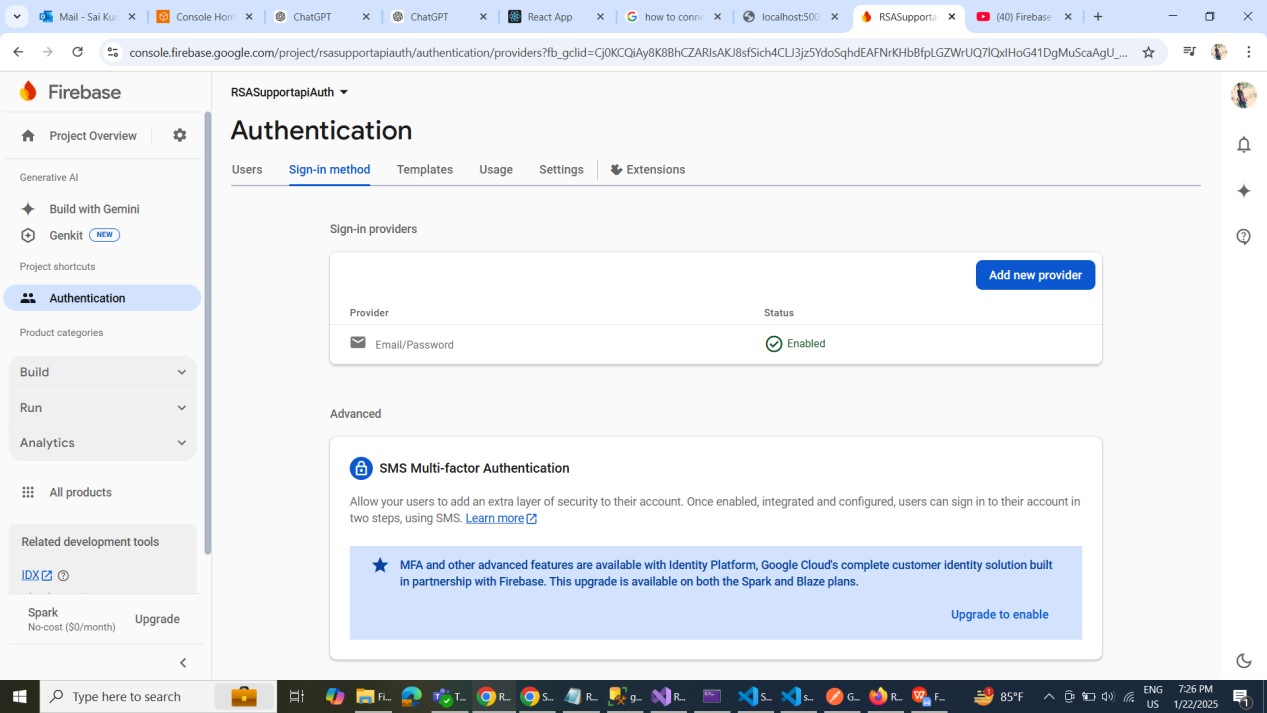 Mail - Sai Kur
Console Hom
ChatGPT
ChatGPT
React App
how to conne
localhost:500
RSASupporta
(40) Firebase
console.firebase.google.com/project/rsasupportapiauth/authentication/providers?fb_gclid=
Firebase
RSASupportapiAuth
Project Overview
Authentication
Users
Sign-in method
Templates
Usage
Settings
Extensions
Generative AI
Build with Gemini
Genkit
NEW
Project shortcuts
Authentication
Product categories
Build
Run
Analytics
All products
Related development tools
IDX
Spark
No-cost ($0/month)
Upgrade
Sign-in providers
Add new provider
Provider
Status
Email/Password
Enabled
Advanced
SMS Multi-factor Authentication
Allow your users to add an extra layer of security to their account. Once enabled, integrated and configured, users can sign in to their account in
two steps, using SMS. Learn more
MFA and other advanced features are available with Identity Platform, Google Cloud's complete customer identity solution built
in partnership with Firebase. This upgrade is available on both the Spark and Blaze plans.
Upgrade to enable
Type here to search
Fi...
T...
R...
S...
R...
g...
R...
S...
s...
G...
R...
F...
85°F
ENG
US
7:26 PM
1/22/2025